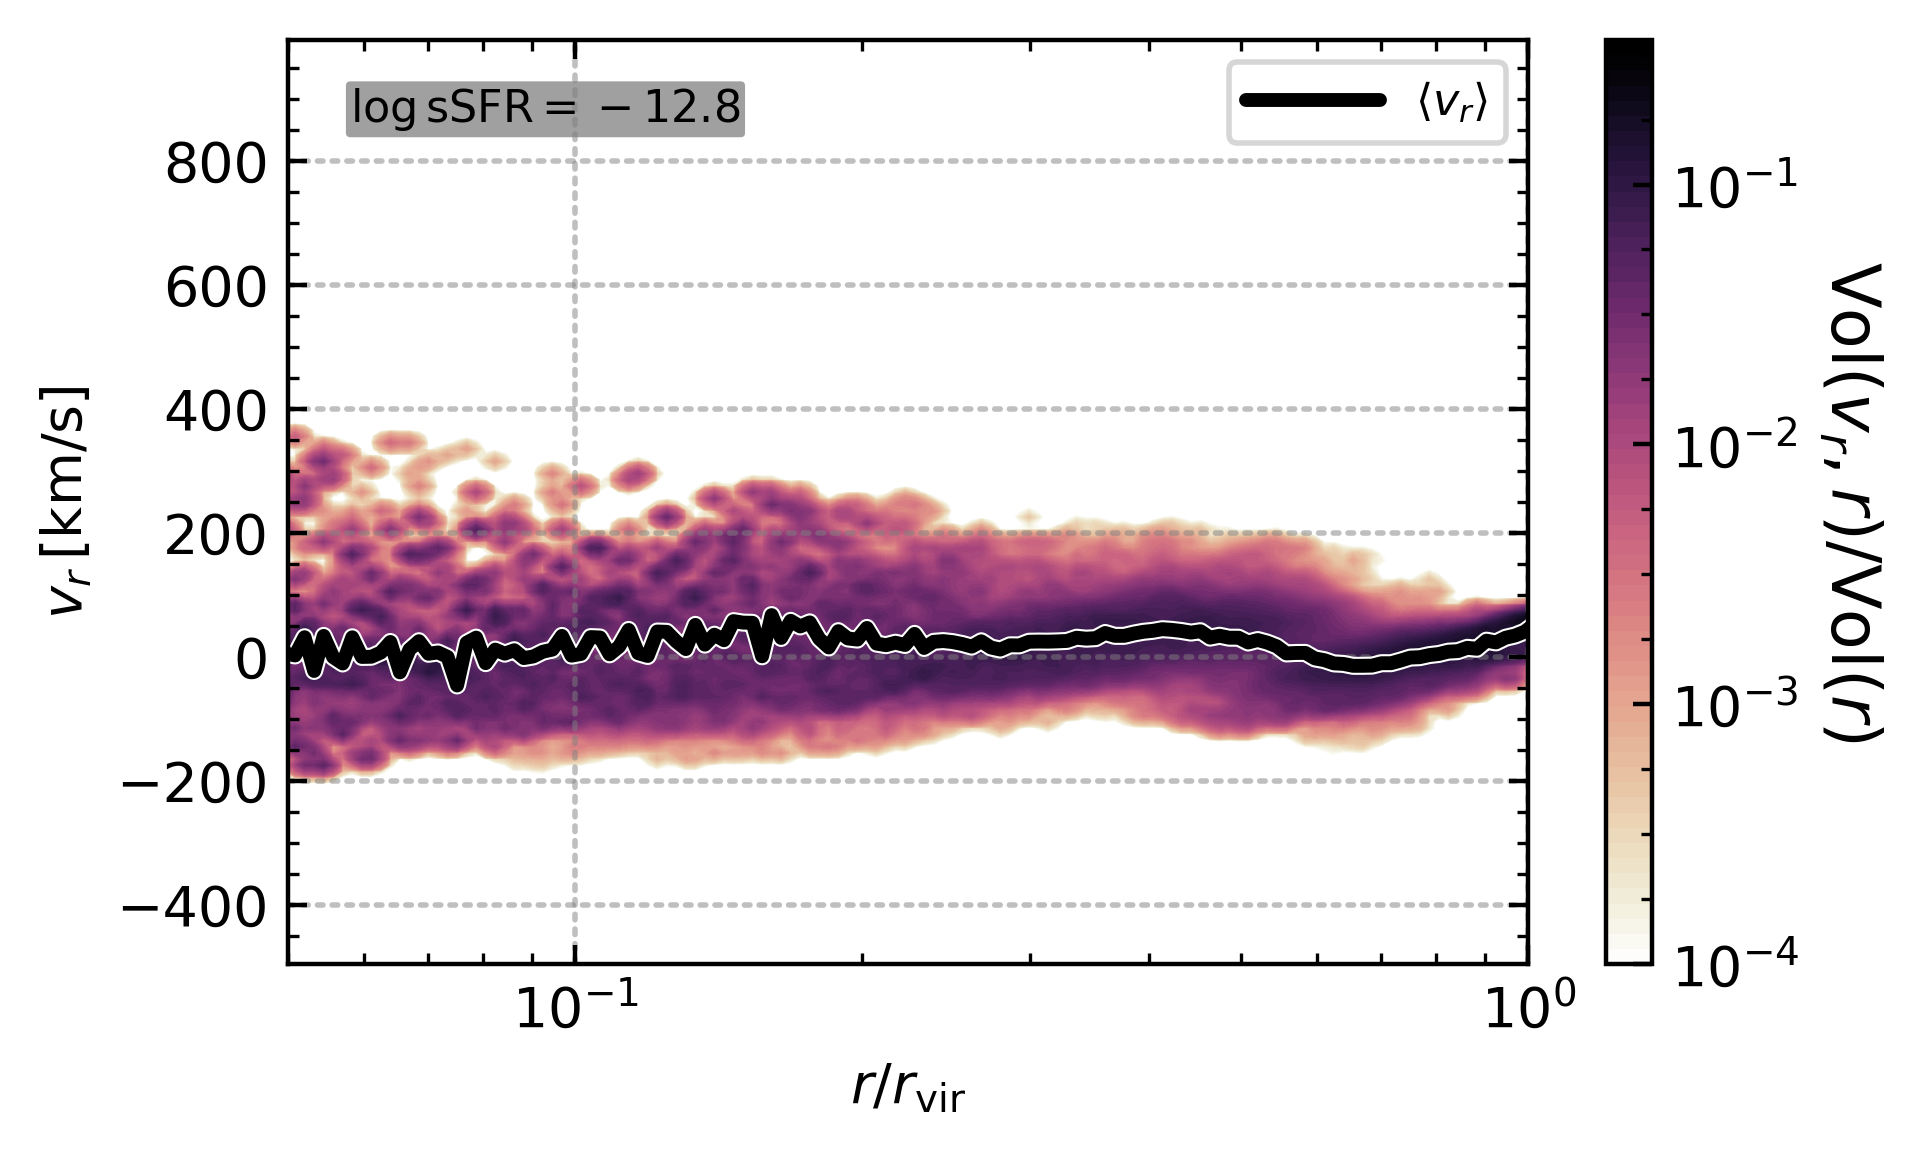 log sSFR = −12.8
⟨v_r⟩
800
600
400
200
0
−200
−400
v_r [km/s]
10^{-1}
10^{0}
r/r_vir
10^{-1}
10^{-2}
10^{-3}
10^{-4}
Vol(v_r, r)/Vol(r)